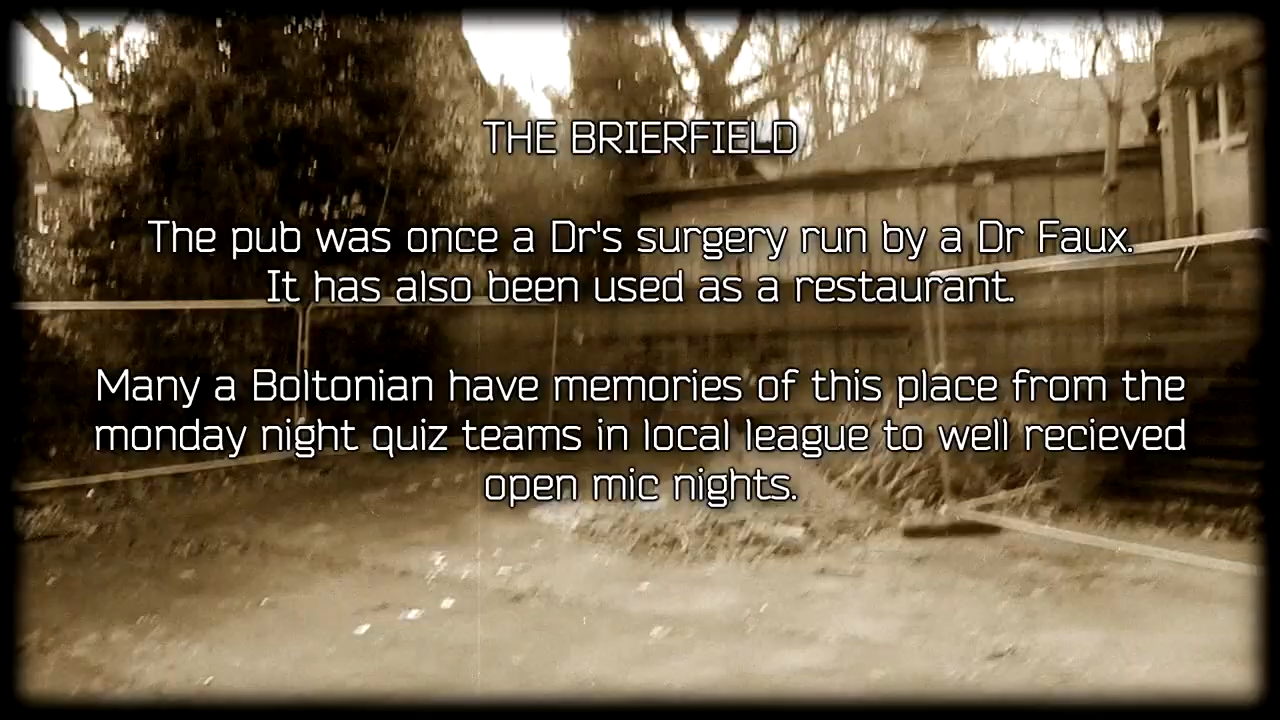 THE BRIERFIELD
The pub was once a Dr's surgery run by a Dr Faux.
It has also been used as a restaurant.
Many a Boltonian have memories of this place from the
monday night quiz teams in local league to well recieved
open mic nights.